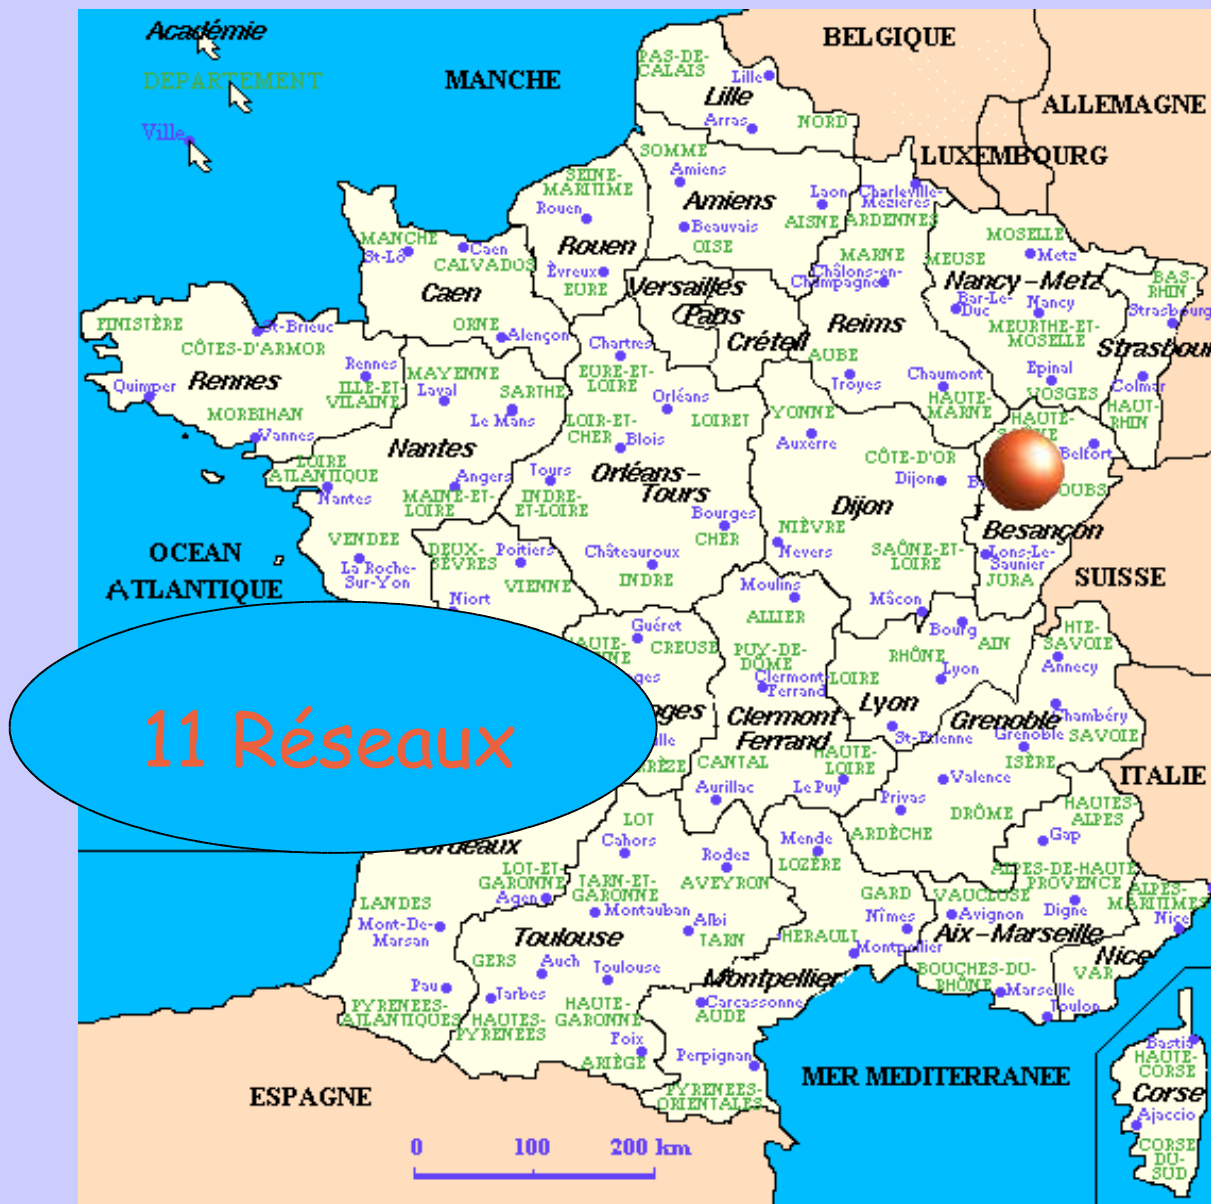 Académie
DEPARTEMENT
Ville
MANCHE
BELGIQUE
ALLEMAGNE
LUXEMBOURG
PAS-DE-
CALAIS
Lille
Lille
Arras
NORD
SOMME
Amiens
Amiens
Laon
AISNE
Beauvais
OISE
Charleville-
Mezieres
ARDENNES
SEINE-
MARITIME
Rouen
Rouen
Èvreux
EURE
MANCHE
St-Lô
Caen
CALVADOS
Caen
ORNE
Alençon
Versailles
Paris
Créteil
MARNE
Châlons-en-
Champagne
Reims
AUBE
Troyes
Chaumont
HAUTE-
MARNE
MOSELLE
MEUSE
Metz
Nancy-Metz
Bar-Le-
Duc
Nancy
MEURTHE-ET-
MOSELLE
Epinal
VOSGES
BAS-
RHIN
Strasbourg
Strasbour
Colmar
HAUT-
RHIN
FINISTÈRE
St-Brieuc
CÔTES-D'ARMOR
Rennes
Rennes
Quimper
ILLE-ET-
VILAINE
MORBIHAN
Vannes
MAYENNE
Laval
SARTHE
Le Mans
Nantes
LOIRE
ATLANTIQUE
Nantes
Angers
MAINE-ET-
LOIRE
VENDEE
La Roche-
Sur-Yon
Chartres
EURE-ET-
LOIRE
Orléans
LOIRET
LOIR-ET-
CHER
Blois
Tours
INDRE-
ET-LOIRE
Orléans-
Tours
Bourges
CHER
Châteauroux
INDRE
YONNE
Auxerre
CÔTE-D'OR
Dijon
Dijon
NIÈVRE
Nevers
SAÔNE-ET-
LOIRE
Mâcon
HAUTE-
Belfort
OUBS
Besançon
Lons-Le-
Saunier
JURA
SUISSE
OCEAN
ATLANTIQUE
DEUX-
SÈVRES
Poitiers
VIENNE
Niort
11 Réseaux
Guéret
CREUSE
Moulins
ALLIER
PUY-DE-
DÔME
Clermont-
Ferrand
Clermont
Ferrand
CANTAL
Aurillac
HAUTE-
LOIRE
Le Puy
Bourg
AIN
RHÔNE
LOIRE
Lyon
Lyon
St-Etienne
HTE-
SAVOIE
Annecy
Chambéry
SAVOIE
Grenoble
Grenoble
ISÈRE
Valence
DRÔME
Privas
ARDÈCHE
ITALIE
HAUTES-
ALPES
Gap
ALPES-DE-HAUTE
PROVENCE
Digne
ALPES-
MARITIMES
Nice
Nice
VAR
Toulon
VAUCLUSE
Avignon
Aix-Marseille
BOUCHES-DU-
RHÔNE
Marseille
Bordeaux
LOT-ET-
GARONNE
Agen
LANDES
Mont-De-
Marsan
Pau
PYRENEES-
ATLANTIQUES
LOT
Cahors
Rodez
AVEYRON
TARN-ET-
GARONNE
Montauban
Albi
TARN
Toulouse
GERS
Auch
Toulouse
Tarbes
HAUTES-
PYRENEES
HAUTE-
GARONNE
Foix
ARIÈGE
Mende
LOZÈRE
GARD
Nîmes
HERAULT
Montpellier
Montpellier
Carcassonne
AUDE
Perpignan
PYRENEES-
ORIENTALES
ESPAGNE
MER MEDITERRANEE
Bastia
HAUTE-
CORSE
Corse
Ajaccio
CORSE
DU-
SUD
0 100 200 km